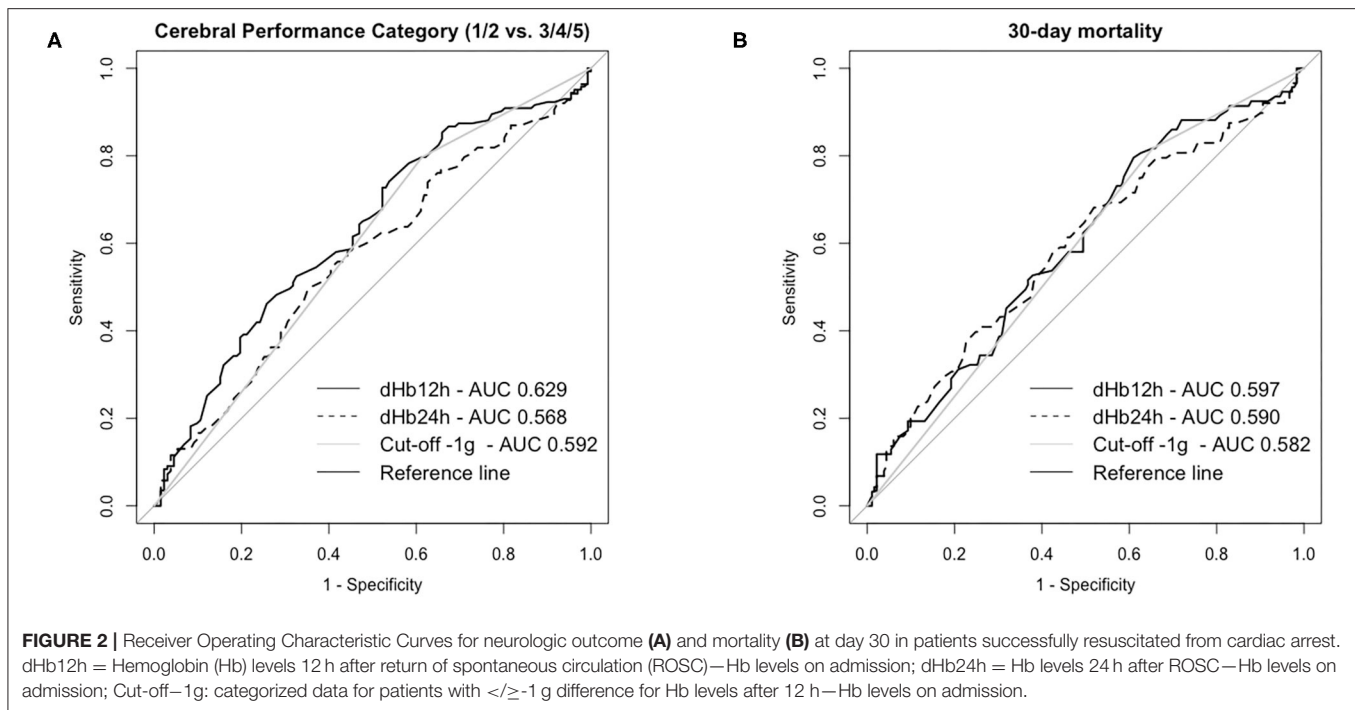 A
Cerebral Performance Category (1/2 vs. 3/4/5)
Sensitivity
1.0
0.8
0.6
0.4
0.2
0.0
dHb12h - AUC 0.629
dHb24h - AUC 0.568
Cut-off -1g - AUC 0.592
Reference line
0.0 0.2 0.4 0.6 0.8 1.0
1 - Specificity
B
30-day mortality
Sensitivity
1.0
0.8
0.6
0.4
0.2
0.0
dHb12h - AUC 0.597
dHb24h - AUC 0.590
Cut-off -1g - AUC 0.582
Reference line
0.0 0.2 0.4 0.6 0.8 1.0
1 - Specificity
FIGURE 2 | Receiver Operating Characteristic Curves for neurologic outcome (A) and mortality (B) at day 30 in patients successfully resuscitated from cardiac arrest.
dHb12h = Hemoglobin (Hb) levels 12 h after return of spontaneous circulation (ROSC)—Hb levels on admission; dHb24h = Hb levels 24 h after ROSC—Hb levels on
admission; Cut-off−1g: categorized data for patients with </≥-1 g difference for Hb levels after 12 h—Hb levels on admission.